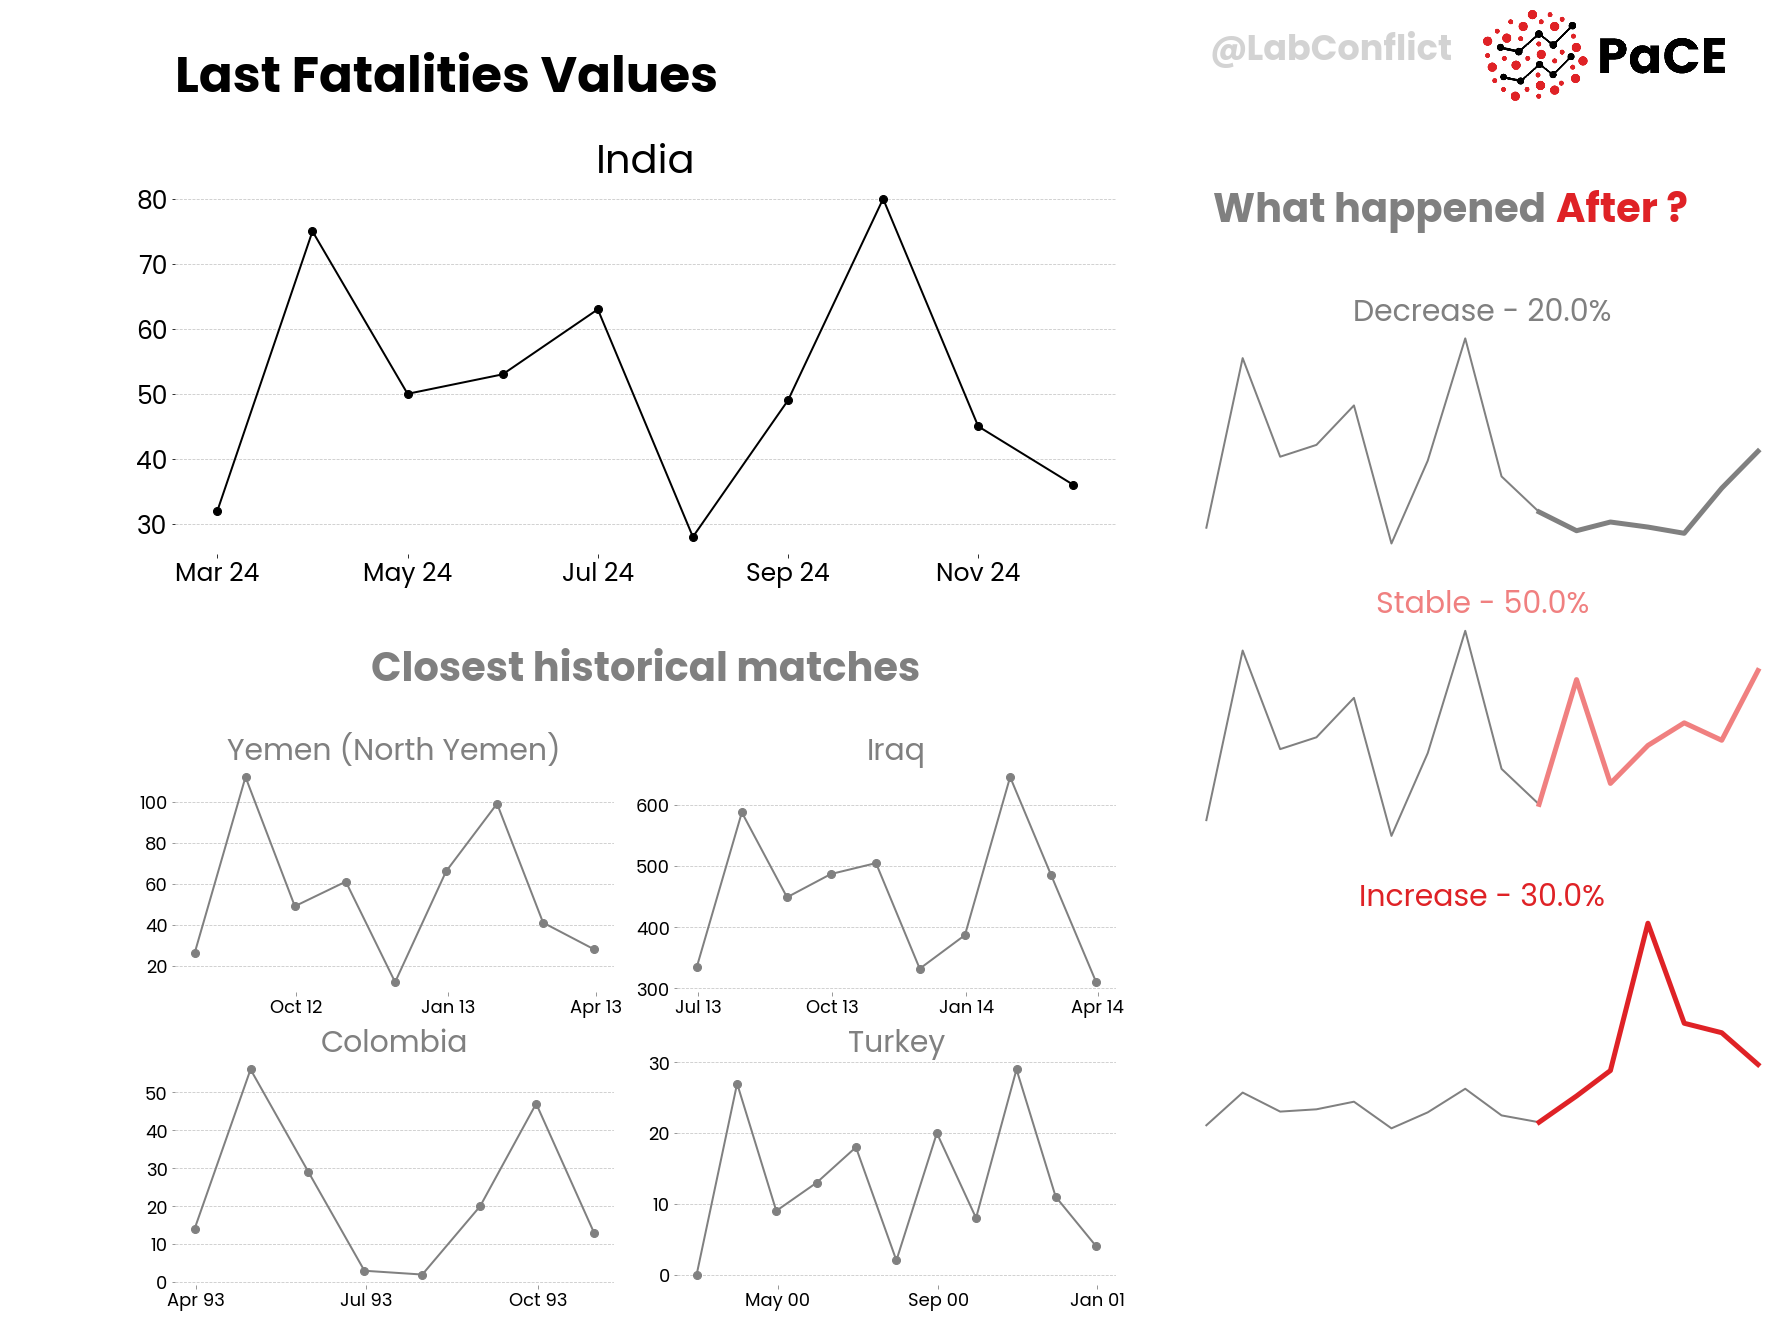 @LabConflict
PaCE
Last Fatalities Values
India
80
70
60
50
40
30
Mar 24 May 24 Jul 24 Sep 24 Nov 24
What happened After ?
Decrease - 20.0%
Stable - 50.0%
Increase - 30.0%
Closest historical matches
Yemen (North Yemen)
100
80
60
40
20
Oct 12 Jan 13 Apr 13
Iraq
600
500
400
300
Jul 13 Oct 13 Jan 14 Apr 14
Colombia
50
40
30
20
10
0
Apr 93 Jul 93 Oct 93
Turkey
30
20
10
0
May 00 Sep 00 Jan 01